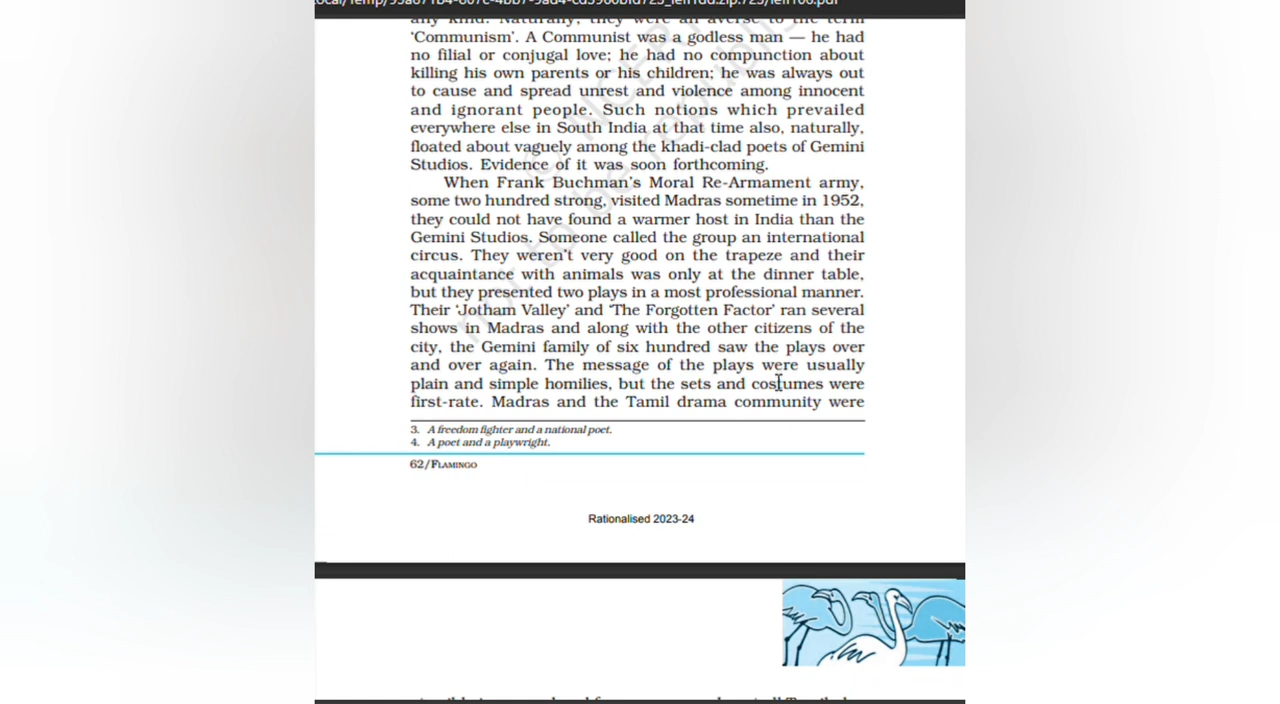 any kind. Naturally, they were an averse to the term
'Communism'. A Communist was a godless man — he had
no filial or conjugal love; he had no compunction about
killing his own parents or his children; he was always out
to cause and spread unrest and violence among innocent
and ignorant people. Such notions which prevailed
everywhere else in South India at that time also, naturally,
floated about vaguely among the khadi-clad poets of Gemini
Studios. Evidence of it was soon forthcoming.
When Frank Buchman's Moral Re-Armament army,
some two hundred strong, visited Madras sometime in 1952,
they could not have found a warmer host in India than the
Gemini Studios. Someone called the group an international
circus. They weren't very good on the trapeze and their
acquaintance with animals was only at the dinner table,
but they presented two plays in a most professional manner.
Their 'Jotham Valley' and 'The Forgotten Factor' ran several
shows in Madras and along with the other citizens of the
city, the Gemini family of six hundred saw the plays over
and over again. The message of the plays were usually
plain and simple homilies, but the sets and costumes were
first-rate. Madras and the Tamil drama community were
3. A freedom fighter and a national poet.
4. A poet and a playwright.
62/FLAMINGO
Rationalised 2023-24